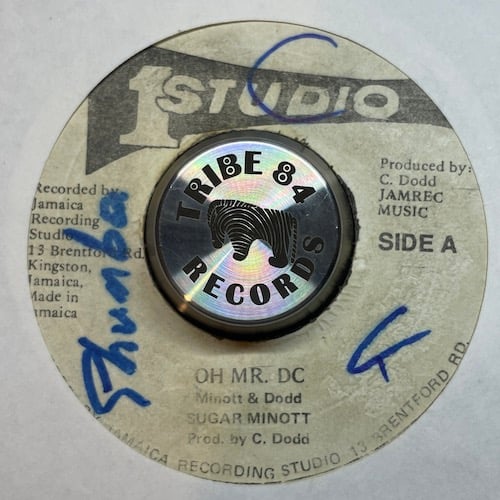 1 STUDIO
C
TRIBE 84
RECORDS
Recorded by
Jamaica
Recording
Studio
13 Brentford Rd.
Kingston,
Jamaica,
Made in
Jamaica
Produced by:
C. Dodd
JAMREC
MUSIC
SIDE A
Shumba
G
OH MR. DC
Minott & Dodd
SUGAR MINOTT
Prod. by C. Dodd
JAMAICA RECORDING STUDIO 13 BRENTFORD RD.